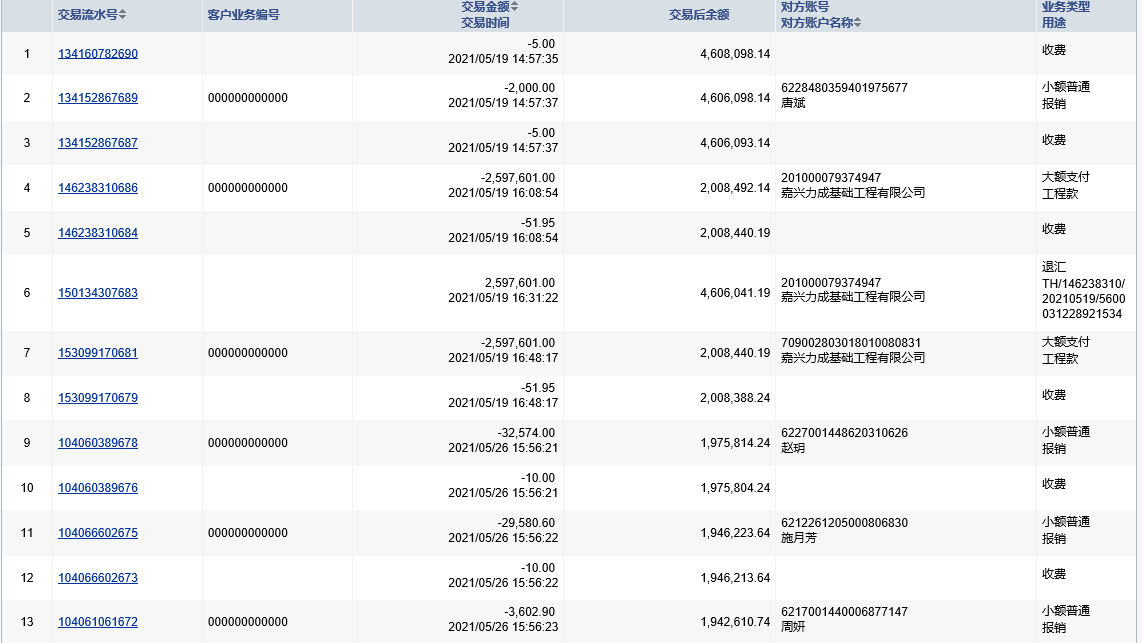 交易流水号 客户业务编号 交易金额 交易时间 交易后余额 对方账号 对方账户名称 业务类型 用途
1 134160782690 -5.00 2021/05/19 14:57:35 4,608,098.14 收费
2 134152867689 000000000000 -2,000.00 2021/05/19 14:57:37 4,606,098.14 6228480359401975677 唐斌 小额普通 报销
3 134152867687 -5.00 2021/05/19 14:57:37 4,606,093.14 收费
4 146238310686 000000000000 -2,597,601.00 2021/05/19 16:08:54 2,008,492.14 201000079374947 嘉兴力成基础工程有限公司 大额支付 工程款
5 146238310684 -51.95 2021/05/19 16:08:54 2,008,440.19 收费
6 150134307683 2,597,601.00 2021/05/19 16:31:22 4,606,041.19 201000079374947 嘉兴力成基础工程有限公司 退汇 TH/146238310/ 20210519/5600 031228921534
7 153099170681 000000000000 -2,597,601.00 2021/05/19 16:48:17 2,008,440.19 709002803018010080831 嘉兴力成基础工程有限公司 大额支付 工程款
8 153099170679 -51.95 2021/05/19 16:48:17 2,008,388.24 收费
9 104060389678 000000000000 -32,574.00 2021/05/26 15:56:21 1,975,814.24 6227001448620310626 赵玥 小额普通 报销
10 104060389676 -10.00 2021/05/26 15:56:21 1,975,804.24 收费
11 104066602675 000000000000 -29,580.60 2021/05/26 15:56:22 1,946,223.64 6212261205000806830 施月芳 小额普通 报销
12 104066602673 -10.00 2021/05/26 15:56:22 1,946,213.64 收费
13 104061061672 000000000000 -3,602.90 2021/05/26 15:56:23 1,942,610.74 6217001440006877147 周妍 小额普通 报销